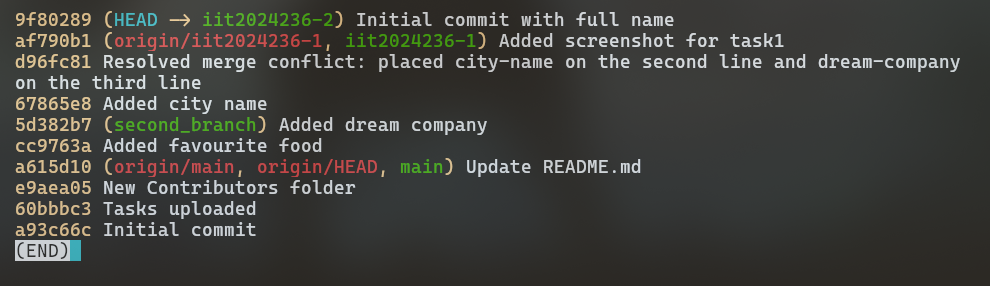 9f80289 (HEAD -> iit2024236-2) Initial commit with full name
af790b1 (origin/iit2024236-1, iit2024236-1) Added screenshot for task1
d96fc81 Resolved merge conflict: placed city-name on the second line and dream-company
on the third line
67865e8 Added city name
5d382b7 (second_branch) Added dream company
cc9763a Added favourite food
a615d10 (origin/main, origin/HEAD, main) Update README.md
e9aea05 New Contributors folder
60bbbc3 Tasks uploaded
a93c66c Initial commit
(END)